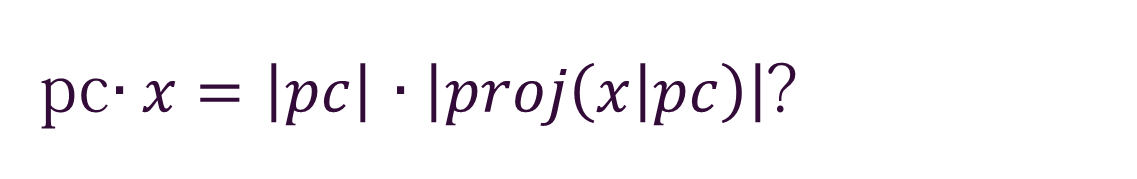 pc· x = |pc| · |proj(x|pc)|?